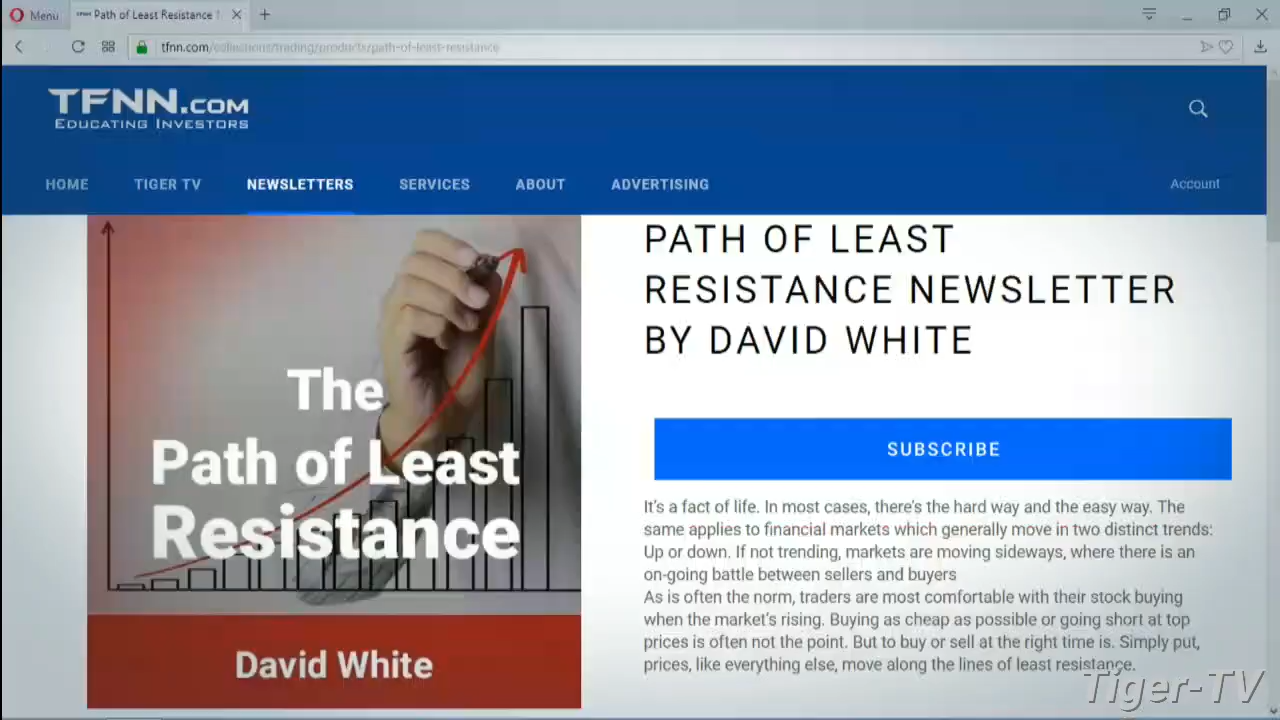 Menu
Path of Least Resistance
tfnn.com/collections/trading/products/path-of-least-resistance
TFNN.COM
EDUCATING INVESTORS
HOME TIGER TV NEWSLETTERS SERVICES ABOUT ADVERTISING Account
PATH OF LEAST
RESISTANCE NEWSLETTER
BY DAVID WHITE
The
Path of Least
Resistance
David White
SUBSCRIBE
It's a fact of life. In most cases, there's the hard way and the easy way. The
same applies to financial markets which generally move in two distinct trends:
Up or down. If not trending, markets are moving sideways, where there is an
on-going battle between sellers and buyers
As is often the norm, traders are most comfortable with their stock buying
when the market's rising. Buying as cheap as possible or going short at top
prices is often not the point. But to buy or sell at the right time is. Simply put,
prices, like everything else, move along the lines of least resistance.
Tiger-TV